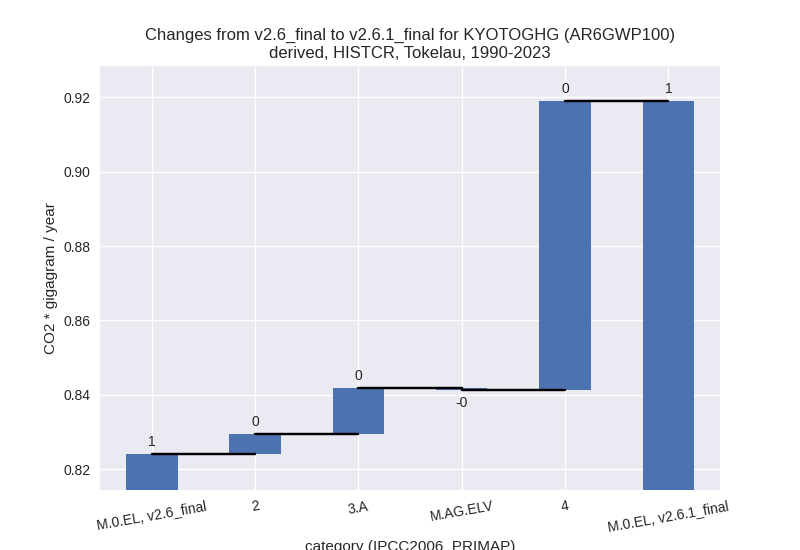 Changes from v2.6_final to v2.6.1_final for KYOTOGHG (AR6GWP100)
derived, HISTCR, Tokelau, 1990-2023
0
1
0.92
0.90
0.88
CO2 * gigagram / year
0.86
0
0.84
-0
0
1
0.82
M.0.EL, v2.6_final
2
3.A
M.AG.ELV
4
M.0.EL, v2.6.1_final
category (IPCC2006_PRIMAP)